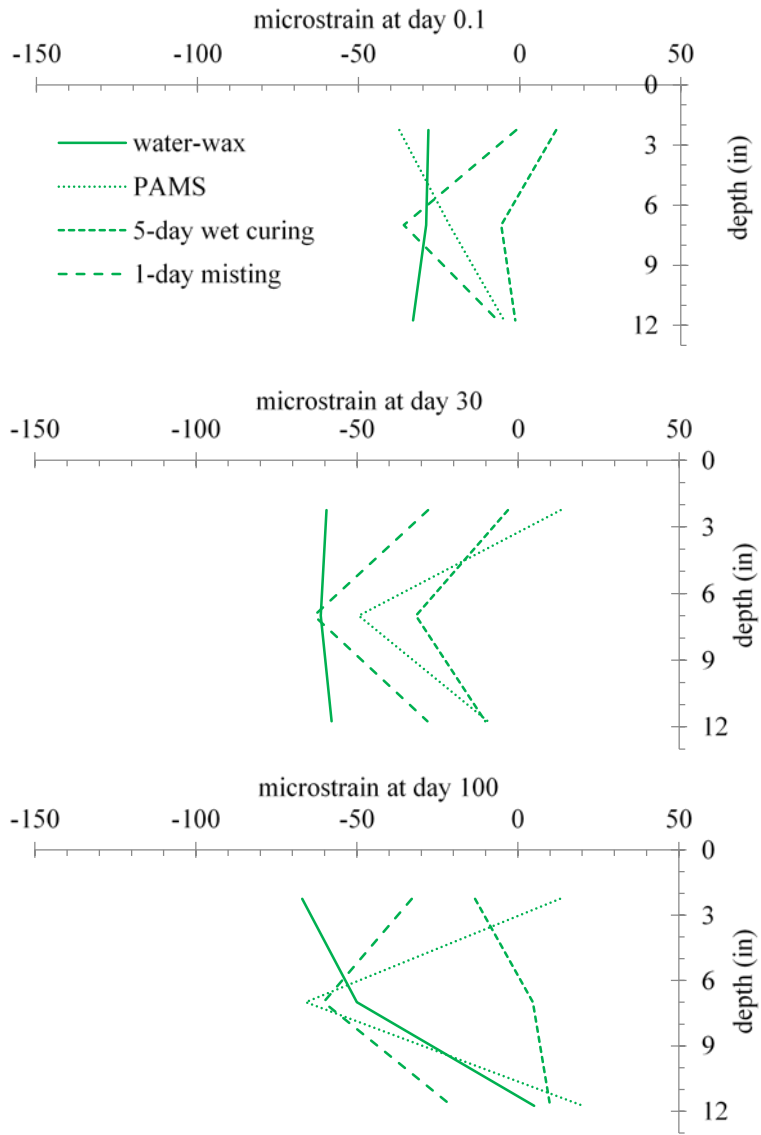 microstrain at day 0.1
-150 -100 -50 0 50
0
3
6
9
12
depth (in)
water-wax
PAMS
5-day wet curing
1-day misting
microstrain at day 30
-150 -100 -50 0 50
0
3
6
9
12
depth (in)
microstrain at day 100
-150 -100 -50 0 50
0
3
6
9
12
depth (in)